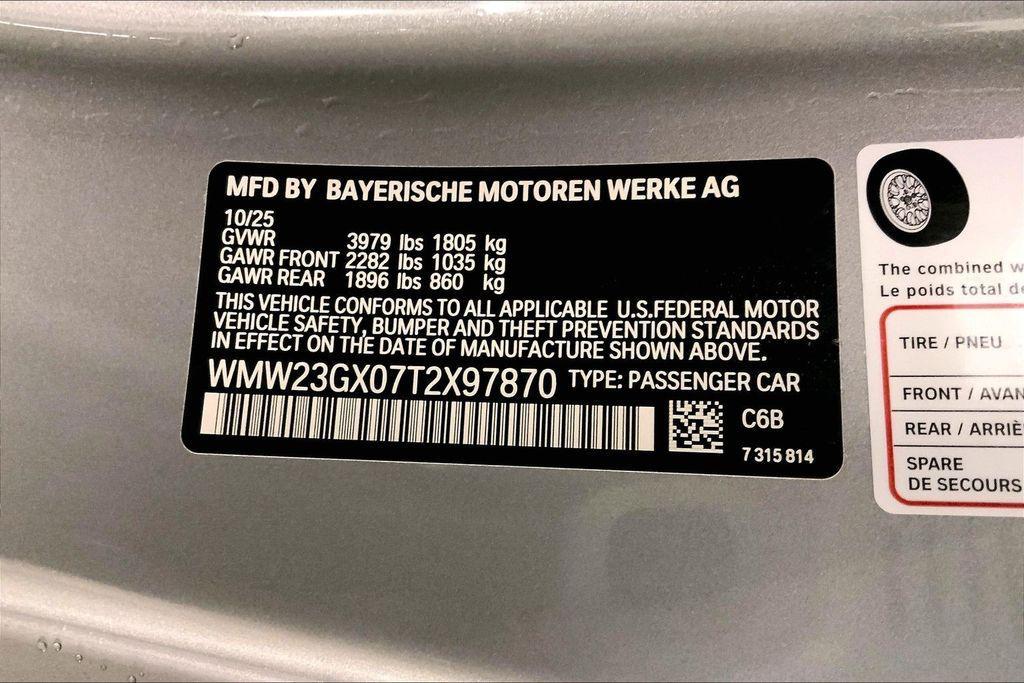 MFD BY BAYERISCHE MOTOREN WERKE AG
10/25
GVWR 3979 lbs 1805 kg
GAWR FRONT 2282 lbs 1035 kg
GAWR REAR 1896 lbs 860 kg
THIS VEHICLE CONFORMS TO ALL APPLICABLE U.S.FEDERAL MOTOR
VEHICLE SAFETY, BUMPER AND THEFT PREVENTION STANDARDS
IN EFFECT ON THE DATE OF MANUFACTURE SHOWN ABOVE.
WMW23GX07T2X97870 TYPE: PASSENGER CAR
C6B
7 315 814
The combined
Le poids total
TIRE / PNEU
FRONT / AVAN
REAR / ARRIÈ
SPARE
DE SECOURS